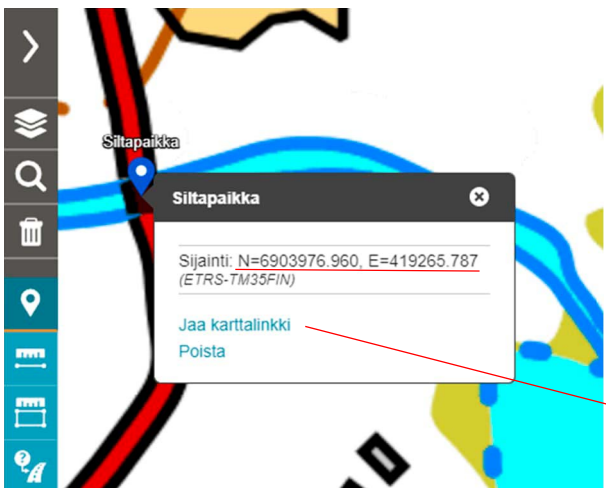 Siltapaikka
Siltapaikka
Sijainti: N=6903976.960, E=419265.787
(ETRS-TM35FIN)
Jaa karttalinkki
Poista